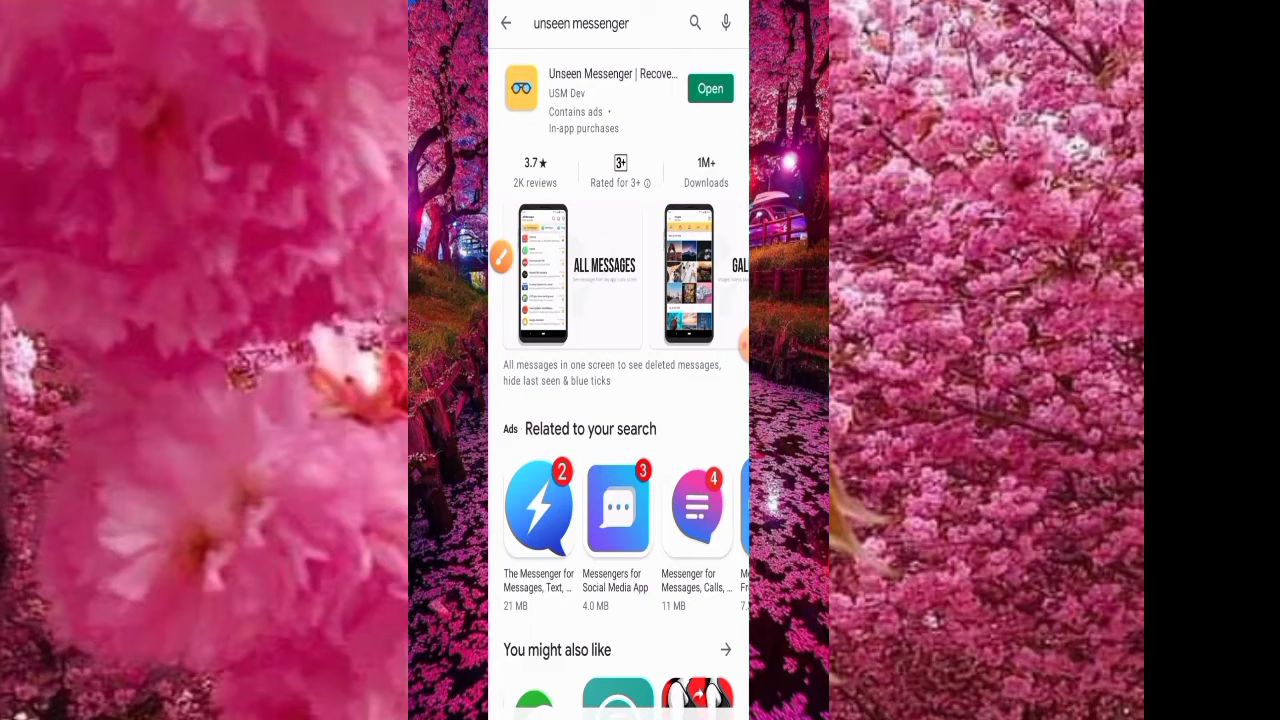 unseen messenger
Unseen Messenger | Recove...
USM Dev
Open
Contains ads •
In-app purchases
3.7★
3+
1M+
2K reviews
Rated for 3+
Downloads
ALL MESSAGES
GAL
All messages in one screen to see deleted messages,
hide last seen & blue ticks
Ads · Related to your search
2
3
4
The Messenger for
Messages, Text, ...
21 MB
Messengers for
Social Media App
4.0 MB
Messenger for
Messages, Calls, ...
11 MB
You might also like